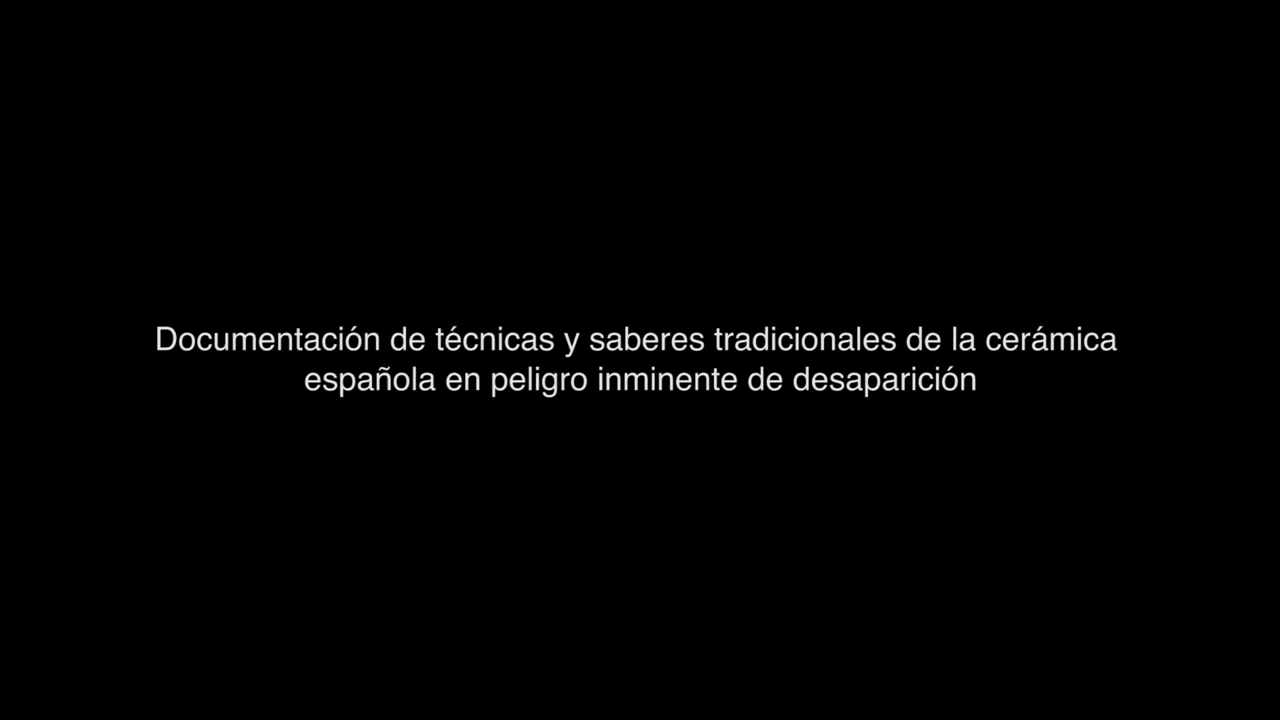 Documentación de técnicas y saberes tradicionales de la cerámica
española en peligro inminente de desaparición